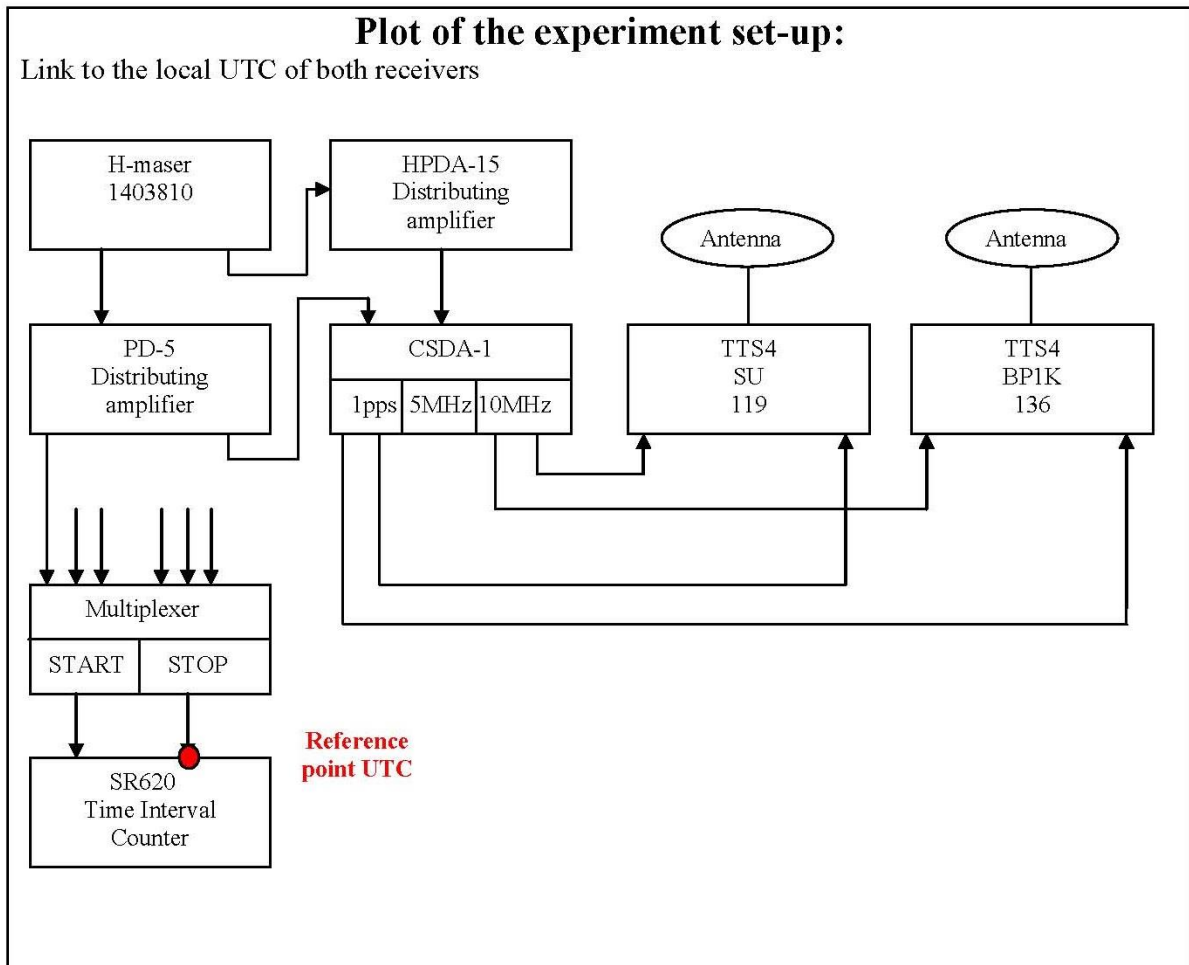 Plot of the experiment set-up:
Link to the local UTC of both receivers
H-maser
1403810
HPDA-15
Distributing
amplifier
Antenna
Antenna
PD-5
Distributing
amplifier
CSDA-1
1pps
5MHz
10MHz
TTS4
SU
119
TTS4
BP1K
136
Multiplexer
START
STOP
Reference
point UTC
SR620
Time Interval
Counter